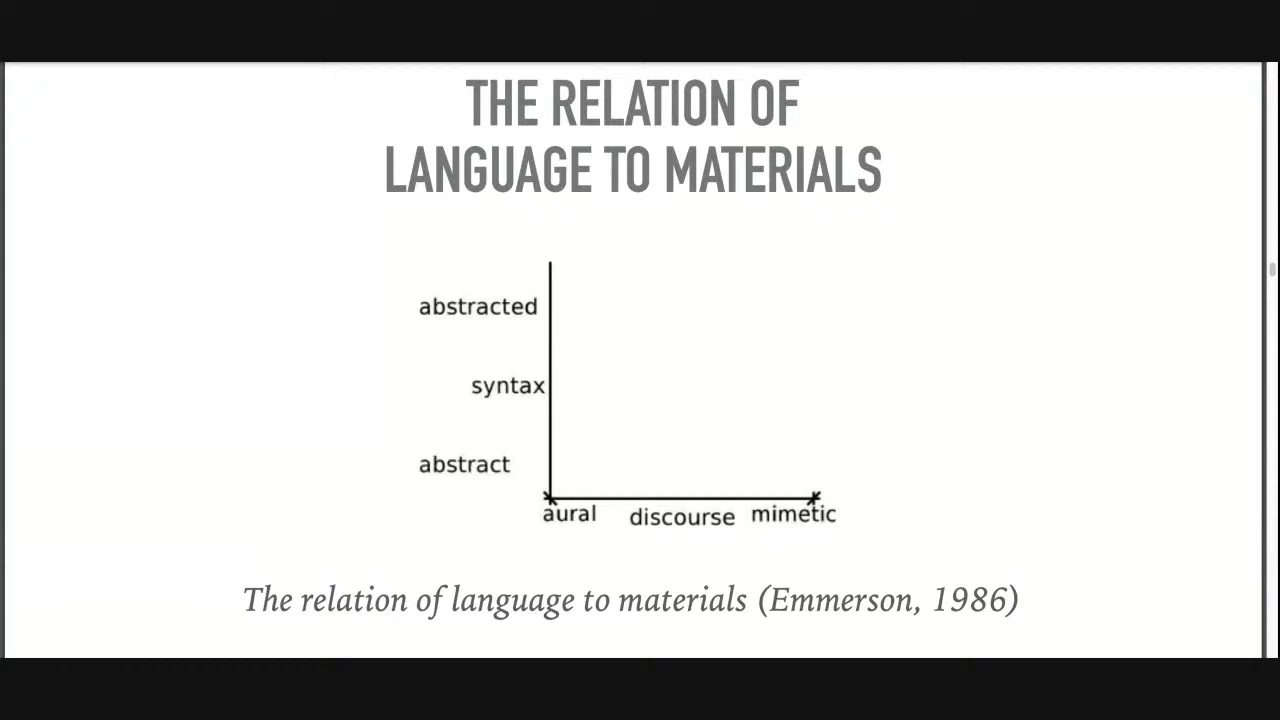 THE RELATION OF
LANGUAGE TO MATERIALS
abstracted
syntax
abstract
aural discourse mimetic
The relation of language to materials (Emmerson, 1986)